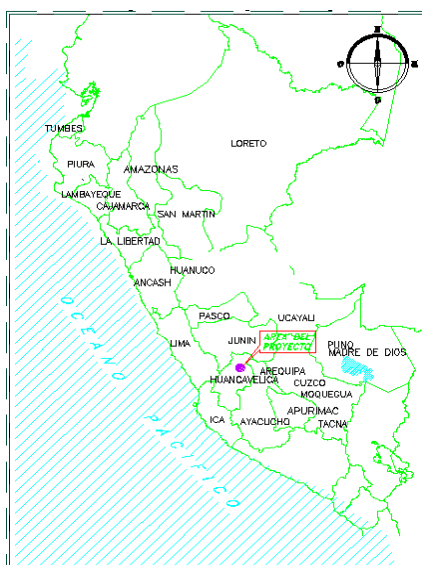 TUMBES
LORETO
PIURA
AMAZONAS
LAMBAYEQUE
CAJAMARCA
SAN MARTIN
LA LIBERTAD
HUANUCO
ANCASH
PASCO
UCAYALI
LIMA
JUNIN
AREA DEL
PROYECTO
PUNO
MADRE DE DIOS
HUANCAVELICA
AREQUIPA
CUZCO
MOQUEGUA
ICA
AYACUCHO
APURIMAC
TACNA
OCEANO PACIFICO